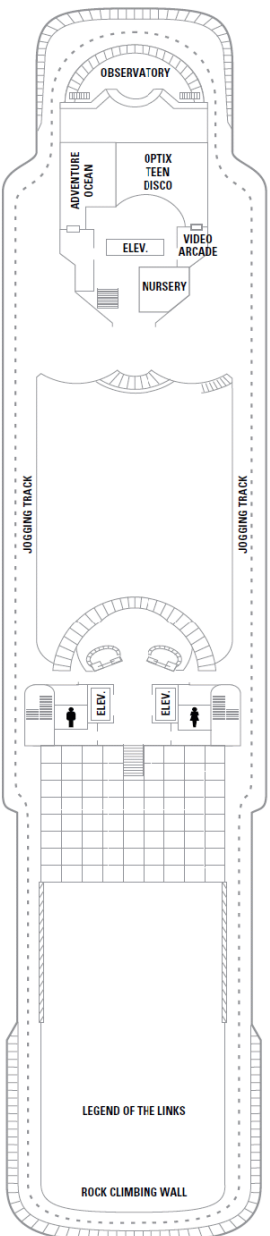 OBSERVATORY
ADVENTURE
OCEAN
OPTIX
TEEN
DISCO
ELEV.
VIDEO
ARCADE
NURSERY
JOGGING TRACK
JOGGING TRACK
ELEV.
ELEV.
LEGEND OF THE LINKS
ROCK CLIMBING WALL